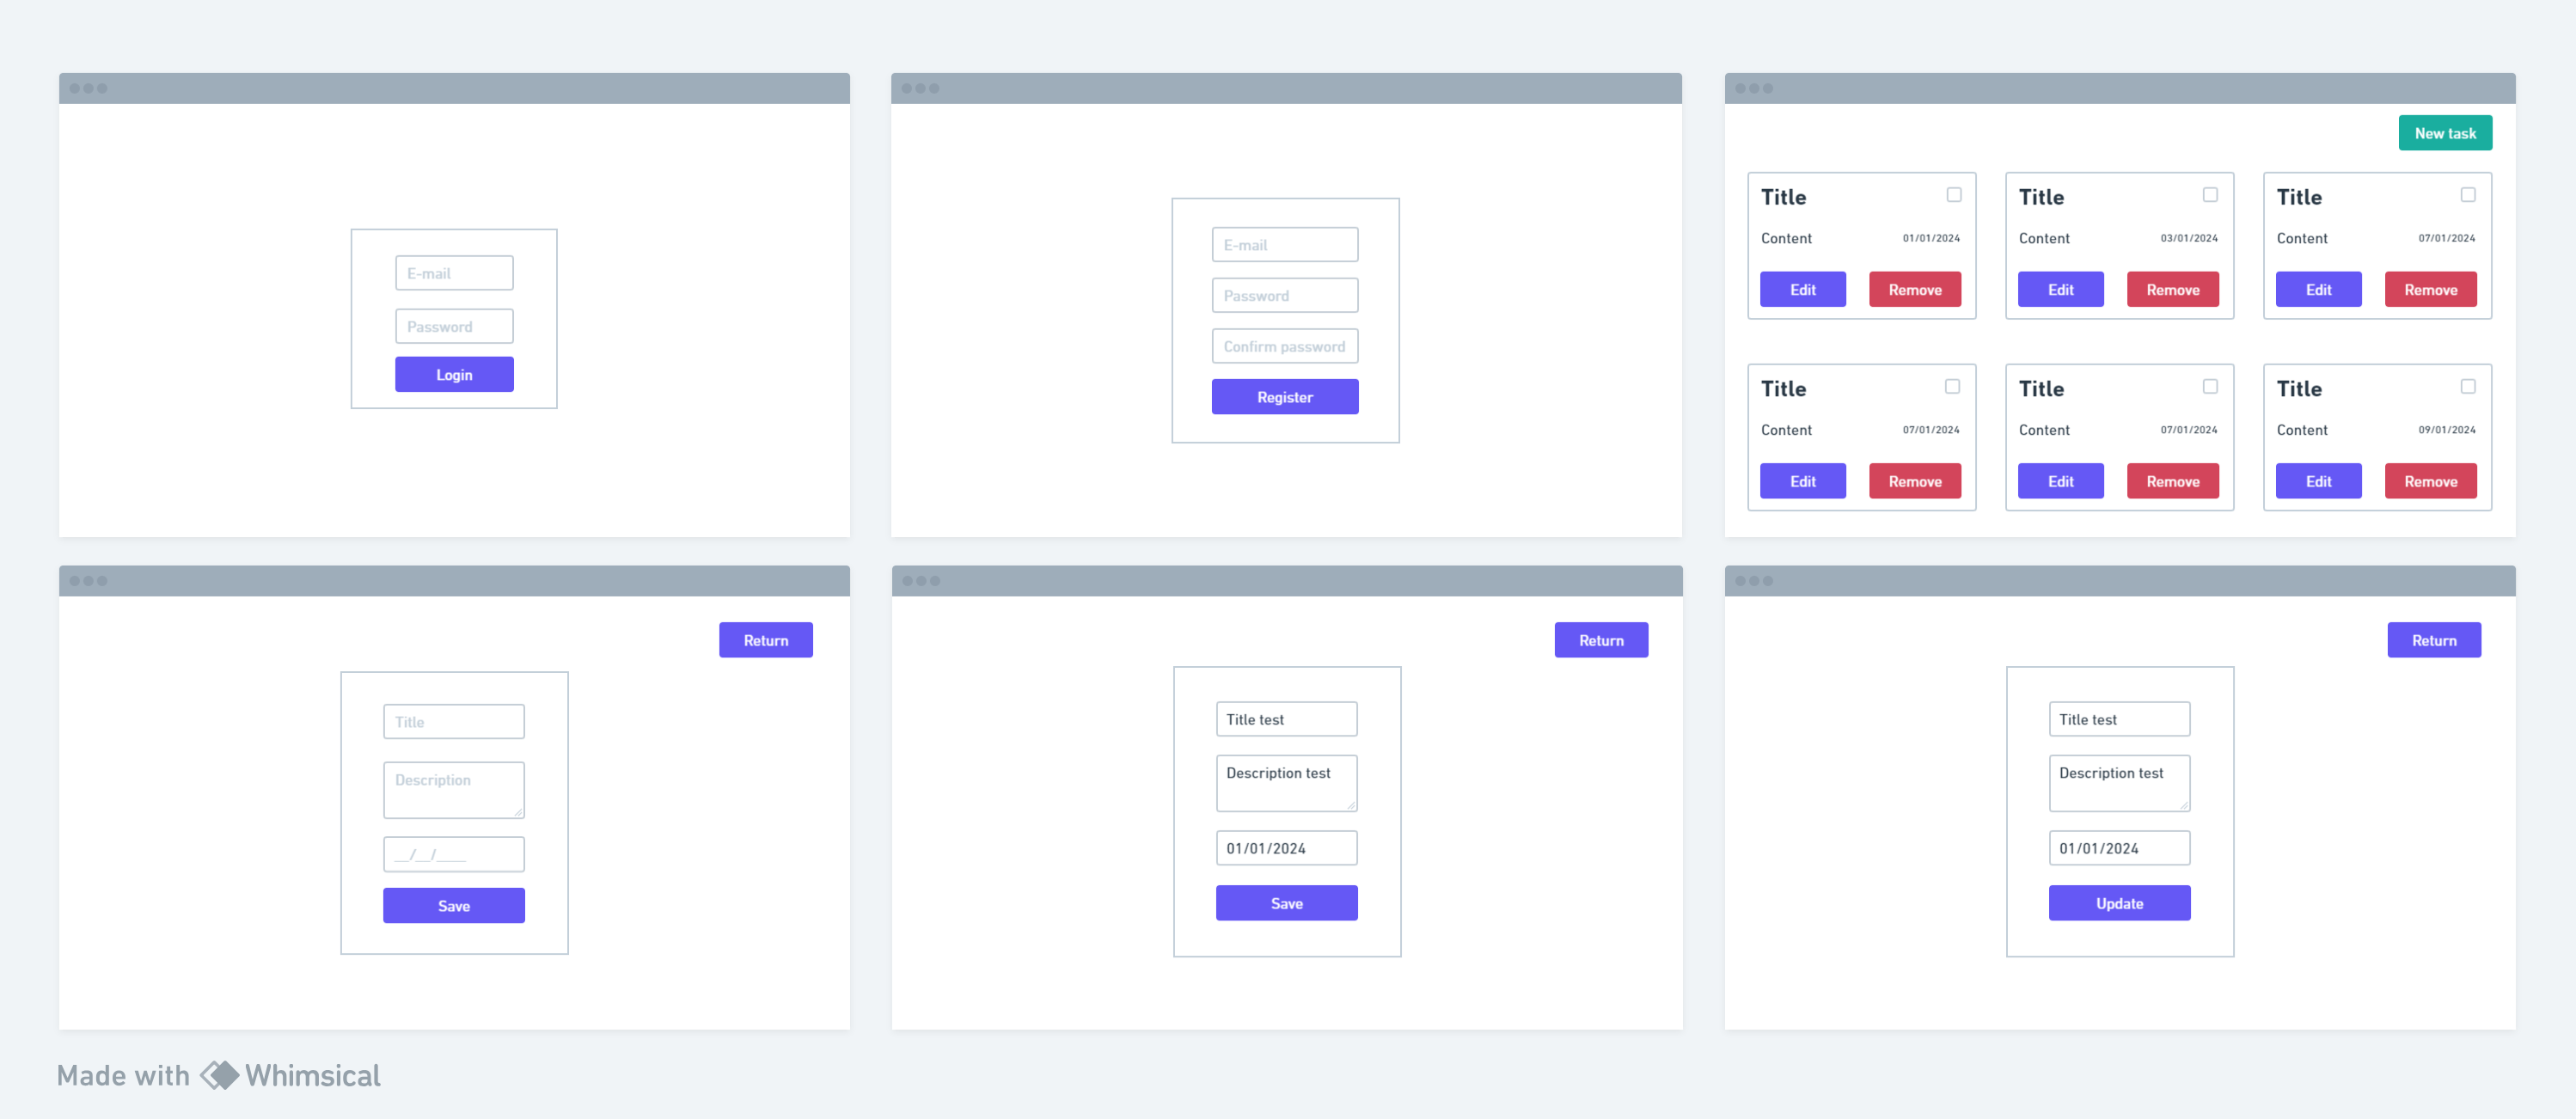 E-mail
Password
Login
E-mail
Password
Confirm password
Register
New task
Title
Content 01/01/2024
Edit Remove
Title
Content 03/01/2024
Edit Remove
Title
Content 07/01/2024
Edit Remove
Title
Content 07/01/2024
Edit Remove
Title
Content 07/01/2024
Edit Remove
Title
Content 09/01/2024
Edit Remove
Return
Title
Description
__/__/____
Save
Return
Title test
Description test
01/01/2024
Save
Return
Title test
Description test
01/01/2024
Update
Made with Whimsical